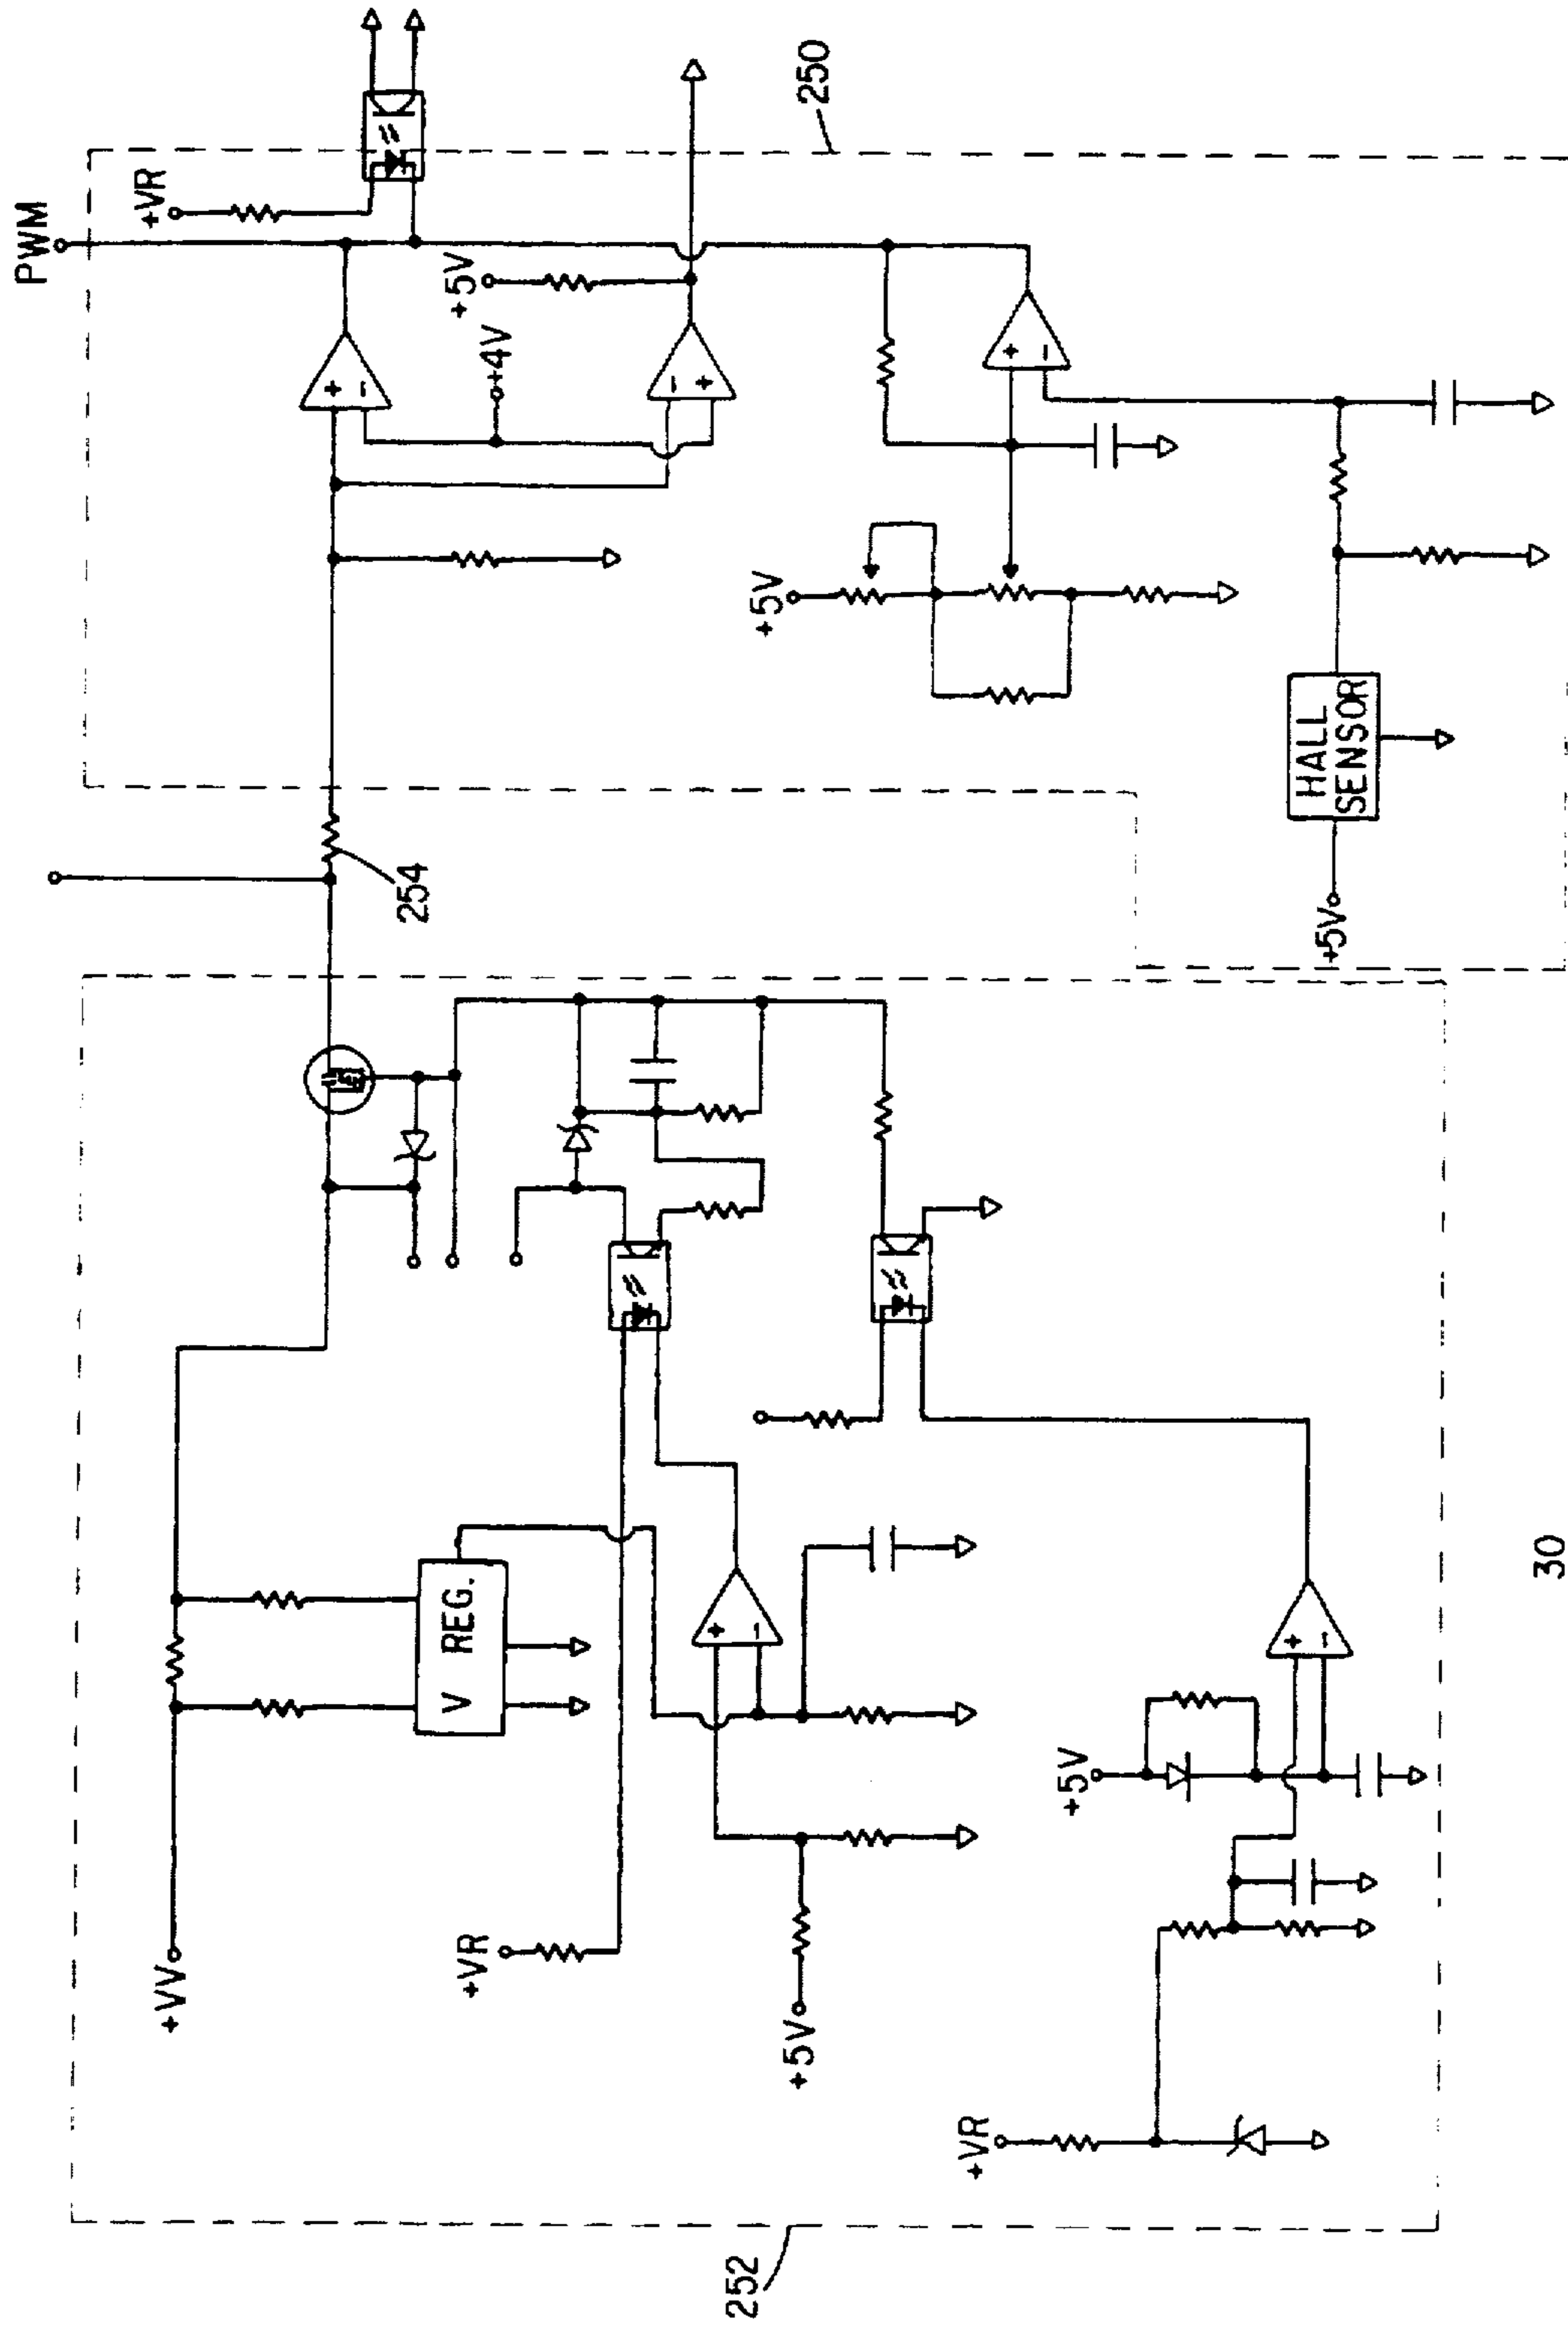 PWM
+VR
250
+5V
+4V
+
−
−
+
254
+5V
+
−
HALL
SENSOR
+5V
+VV
V REG.
+VR
+
−
+5V
+5V
+
−
+VR
252
30